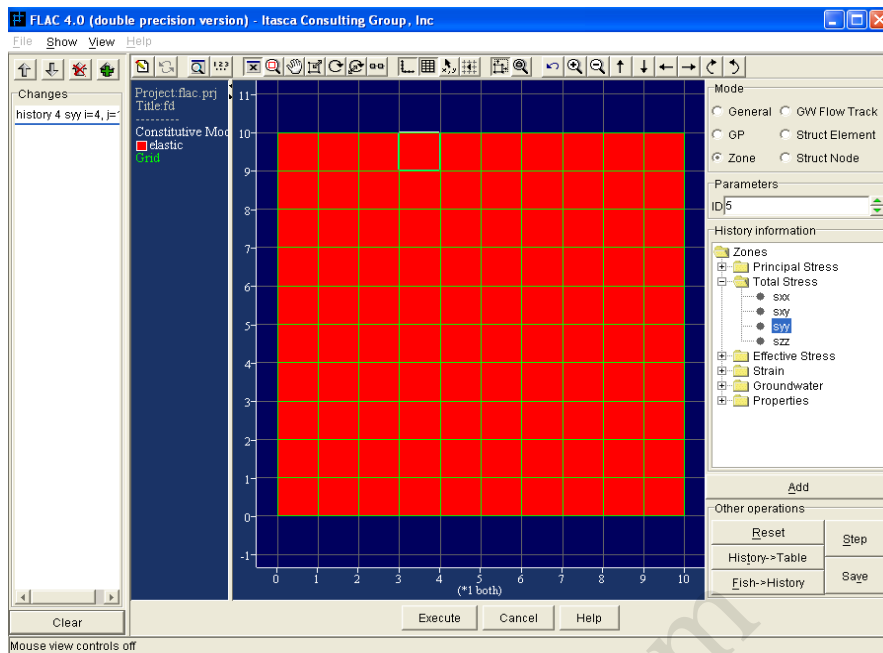 FLAC 4.0 (double precision version) - Itasca Consulting Group, Inc
File Show View Help
Changes
history 4 syy i=4, j=1
Clear
Project:flac.prj
Title:fd
---------
Constitutive Mod
elastic
Grid
11
10
9
8
7
6
5
4
3
2
1
0
-1
0 1 2 3 4 5 6 7 8 9 10
(*1 both)
Execute Cancel Help
Mode
General GW Flow Track
GP Struct Element
Zone Struct Node
Parameters
ID 5
History information
Zones
Principal Stress
Total Stress
sxx
sxy
syy
szz
Effective Stress
Strain
Groundwater
Properties
Add
Other operations
Reset
Step
History->Table
Fish->History
Save
Mouse view controls off